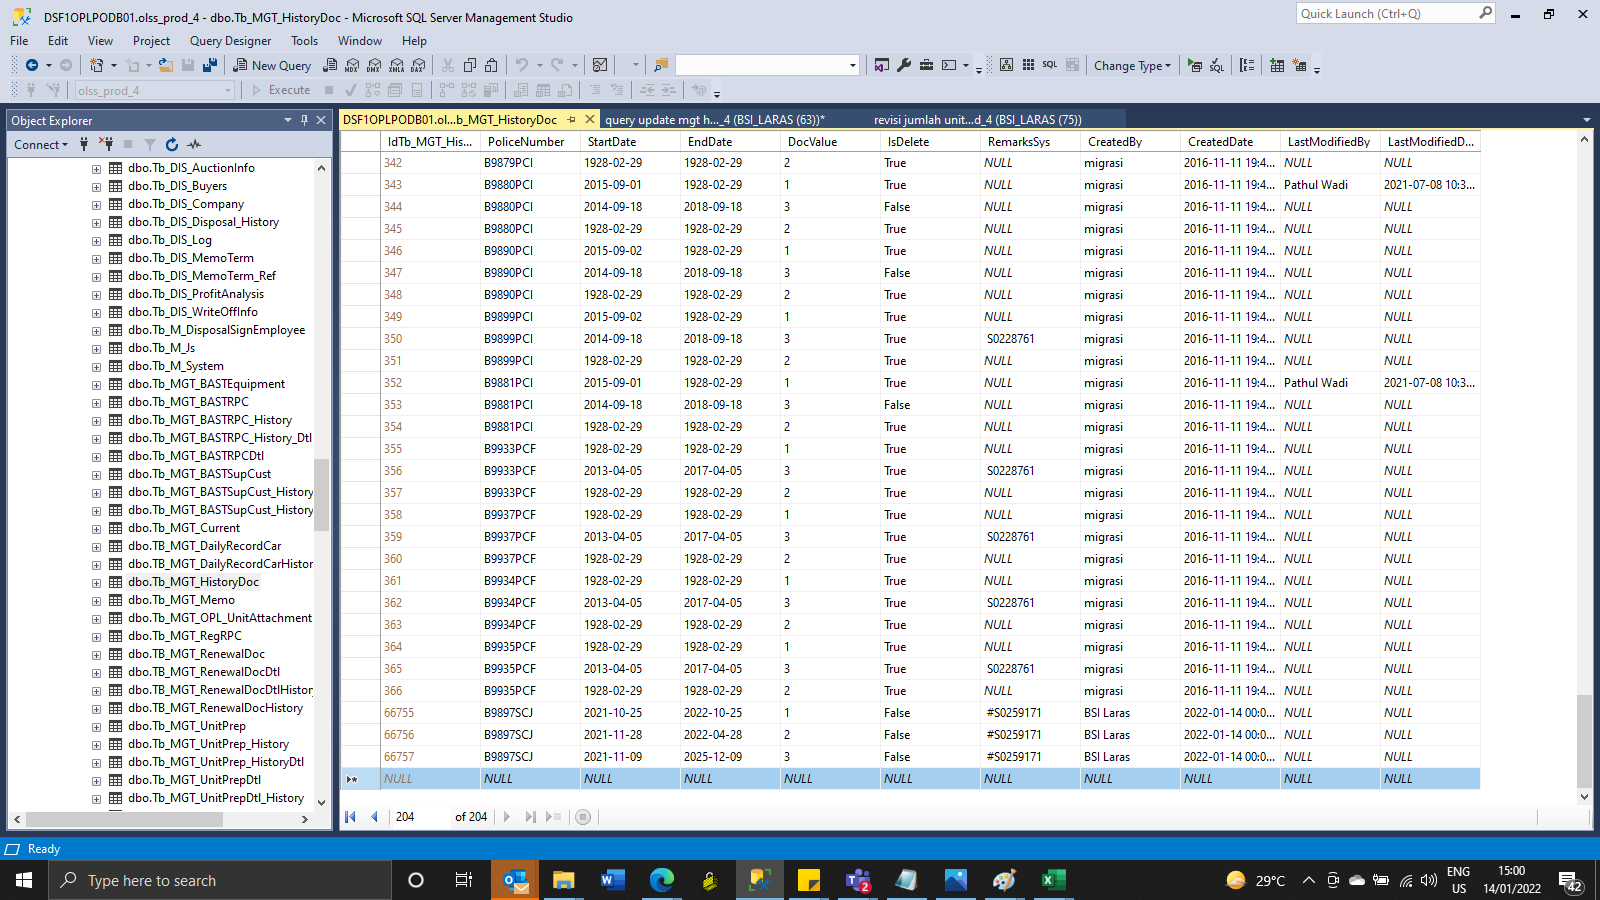 DSF1OPLPODB01.olss_prod_4 - dbo.Tb_MGT_HistoryDoc - Microsoft SQL Server Management Studio
Quick Launch (Ctrl+Q)
File Edit View Project Query Designer Tools Window Help
New Query MDX DMX XMLA DAX SQL Change Type
olss_prod_4 Execute
Object Explorer
Connect
dbo.Tb_DIS_AuctionInfo
dbo.Tb_DIS_Buyers
dbo.Tb_DIS_Company
dbo.Tb_DIS_Disposal_History
dbo.Tb_DIS_Log
dbo.Tb_DIS_MemoTerm
dbo.Tb_DIS_MemoTerm_Ref
dbo.Tb_DIS_ProfitAnalysis
dbo.Tb_DIS_WriteOffInfo
dbo.Tb_M_DisposalSignEmployee
dbo.Tb_M_Js
dbo.Tb_M_System
dbo.Tb_MGT_BASTEquipment
dbo.Tb_MGT_BASTRPC
dbo.Tb_MGT_BASTRPC_History
dbo.Tb_MGT_BASTRPC_History_Dtl
dbo.Tb_MGT_BASTRPCDtl
dbo.Tb_MGT_BASTSupCust
dbo.Tb_MGT_BASTSupCust_History
dbo.Tb_MGT_BASTSupCust_History
dbo.Tb_MGT_Current
dbo.TB_MGT_DailyRecordCar
dbo.TB_MGT_DailyRecordCarHistor
dbo.Tb_MGT_HistoryDoc
dbo.Tb_MGT_Memo
dbo.Tb_MGT_OPL_UnitAttachment
dbo.Tb_MGT_RegRPC
dbo.TB_MGT_RenewalDoc
dbo.TB_MGT_RenewalDocDtl
dbo.TB_MGT_RenewalDocDtlHistor
dbo.TB_MGT_RenewalDocHistory
dbo.Tb_MGT_UnitPrep
dbo.Tb_MGT_UnitPrep_History
dbo.Tb_MGT_UnitPrep_HistoryDtl
dbo.Tb_MGT_UnitPrepDtl
dbo.Tb_MGT_UnitPrepDtl_History
DSF1OPLPODB01.ol...b_MGT_HistoryDoc query update mgt h..._4 (BSI_LARAS (63))* revisi jumlah unit...d_4 (BSI_LARAS (75))
IdTb_MGT_His... PoliceNumber StartDate EndDate DocValue IsDelete RemarksSys CreatedBy CreatedDate LastModifiedBy LastModifiedD...
342 B9879PCI 1928-02-29 1928-02-29 2 True NULL migrasi 2016-11-11 19:4... NULL NULL
343 B9880PCI 2015-09-01 1928-02-29 1 True NULL migrasi 2016-11-11 19:4... Pathul Wadi 2021-07-08 10:3...
344 B9880PCI 2014-09-18 2018-09-18 3 False NULL migrasi 2016-11-11 19:4... NULL NULL
345 B9880PCI 1928-02-29 1928-02-29 2 True NULL migrasi 2016-11-11 19:4... NULL NULL
346 B9890PCI 2015-09-02 1928-02-29 1 True NULL migrasi 2016-11-11 19:4... NULL NULL
347 B9890PCI 2014-09-18 2018-09-18 3 False NULL migrasi 2016-11-11 19:4... NULL NULL
348 B9890PCI 1928-02-29 1928-02-29 2 True NULL migrasi 2016-11-11 19:4... NULL NULL
349 B9899PCI 2015-09-02 1928-02-29 1 True NULL migrasi 2016-11-11 19:4... NULL NULL
350 B9899PCI 2014-09-18 2018-09-18 3 True S0228761 migrasi 2016-11-11 19:4... NULL NULL
351 B9899PCI 1928-02-29 1928-02-29 2 True NULL migrasi 2016-11-11 19:4... NULL NULL
352 B9881PCI 2015-09-01 1928-02-29 1 True NULL migrasi 2016-11-11 19:4... Pathul Wadi 2021-07-08 10:3...
353 B9881PCI 2014-09-18 2018-09-18 3 False NULL migrasi 2016-11-11 19:4... NULL NULL
354 B9881PCI 1928-02-29 1928-02-29 2 True NULL migrasi 2016-11-11 19:4... NULL NULL
355 B9933PCF 1928-02-29 1928-02-29 1 True NULL migrasi 2016-11-11 19:4... NULL NULL
356 B9933PCF 2013-04-05 2017-04-05 3 True S0228761 migrasi 2016-11-11 19:4... NULL NULL
357 B9933PCF 1928-02-29 1928-02-29 2 True NULL migrasi 2016-11-11 19:4... NULL NULL
358 B9937PCF 1928-02-29 1928-02-29 1 True NULL migrasi 2016-11-11 19:4... NULL NULL
359 B9937PCF 2013-04-05 2017-04-05 3 True S0228761 migrasi 2016-11-11 19:4... NULL NULL
360 B9937PCF 1928-02-29 1928-02-29 2 True NULL migrasi 2016-11-11 19:4... NULL NULL
361 B9934PCF 1928-02-29 1928-02-29 1 True NULL migrasi 2016-11-11 19:4... NULL NULL
362 B9934PCF 2013-04-05 2017-04-05 3 True S0228761 migrasi 2016-11-11 19:4... NULL NULL
363 B9934PCF 1928-02-29 1928-02-29 2 True NULL migrasi 2016-11-11 19:4... NULL NULL
364 B9935PCF 1928-02-29 1928-02-29 1 True NULL migrasi 2016-11-11 19:4... NULL NULL
365 B9935PCF 2013-04-05 2017-04-05 3 True S0228761 migrasi 2016-11-11 19:4... NULL NULL
366 B9935PCF 1928-02-29 1928-02-29 2 True NULL migrasi 2016-11-11 19:4... NULL NULL
66755 B9897SCJ 2021-10-25 2022-10-25 1 False #S0259171 BSI Laras 2022-01-14 00:0... NULL NULL
66756 B9897SCJ 2021-11-28 2022-04-28 2 False #S0259171 BSI Laras 2022-01-14 00:0... NULL NULL
66757 B9897SCJ 2021-11-09 2025-12-09 3 False #S0259171 BSI Laras 2022-01-14 00:0... NULL NULL
NULL NULL NULL NULL NULL NULL NULL NULL NULL NULL NULL
204 of 204
Ready
Type here to search
29°C
ENG
US
15:00
14/01/2022
42